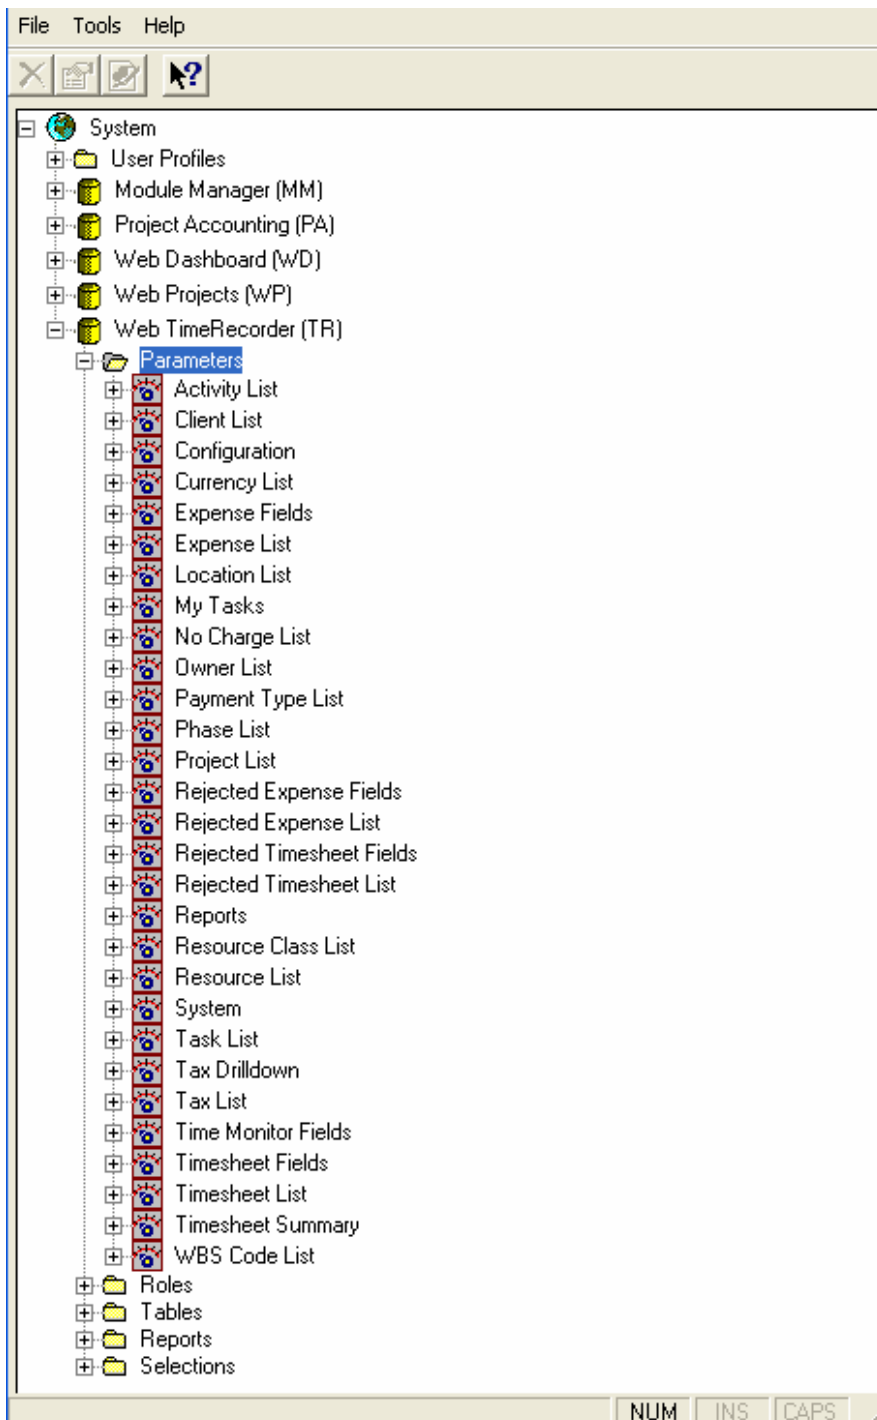 File Tools Help
System
User Profiles
Module Manager (MM)
Project Accounting (PA)
Web Dashboard (WD)
Web Projects (WP)
Web TimeRecorder (TR)
Parameters
Activity List
Client List
Configuration
Currency List
Expense Fields
Expense List
Location List
My Tasks
No Charge List
Owner List
Payment Type List
Phase List
Project List
Rejected Expense Fields
Rejected Expense List
Rejected Timesheet Fields
Rejected Timesheet List
Reports
Resource Class List
Resource List
System
Task List
Tax Drilldown
Tax List
Time Monitor Fields
Timesheet Fields
Timesheet List
Timesheet Summary
WBS Code List
Roles
Tables
Reports
Selections
NUM INS CAPS